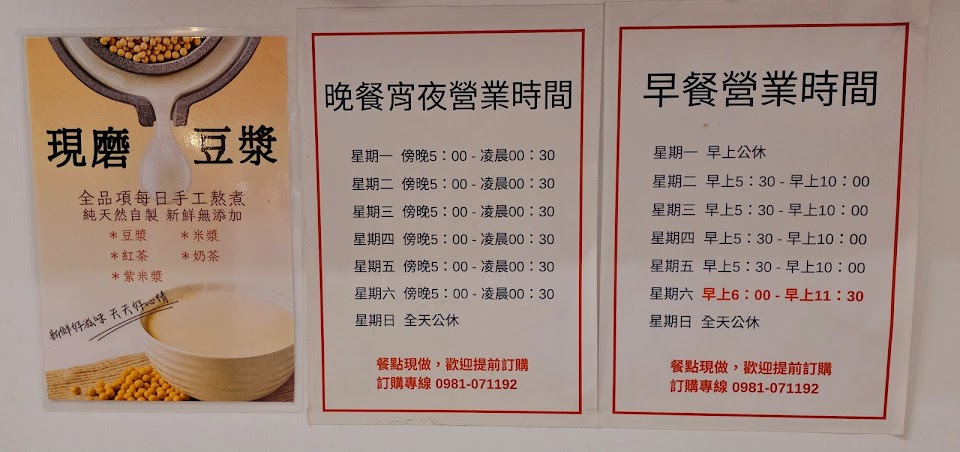 現磨 豆漿
全品項每日手工熬煮
純天然自製 新鮮無添加
＊豆漿 ＊米漿
＊紅茶 ＊奶茶
＊紫米漿
新鮮好滋味 天天好心情
晚餐宵夜營業時間
星期一 傍晚5：00 - 凌晨00：30
星期二 傍晚5：00 - 凌晨00：30
星期三 傍晚5：00 - 凌晨00：30
星期四 傍晚5：00 - 凌晨00：30
星期五 傍晚5：00 - 凌晨00：30
星期六 傍晚5：00 - 凌晨00：30
星期日 全天公休
餐點現做，歡迎提前訂購
訂購專線 0981-071192
早餐營業時間
星期一 早上公休
星期二 早上5：30 - 早上10：00
星期三 早上5：30 - 早上10：00
星期四 早上5：30 - 早上10：00
星期五 早上5：30 - 早上10：00
星期六 早上6：00 - 早上11：30
星期日 全天公休
餐點現做，歡迎提前訂購
訂購專線 0981-071192